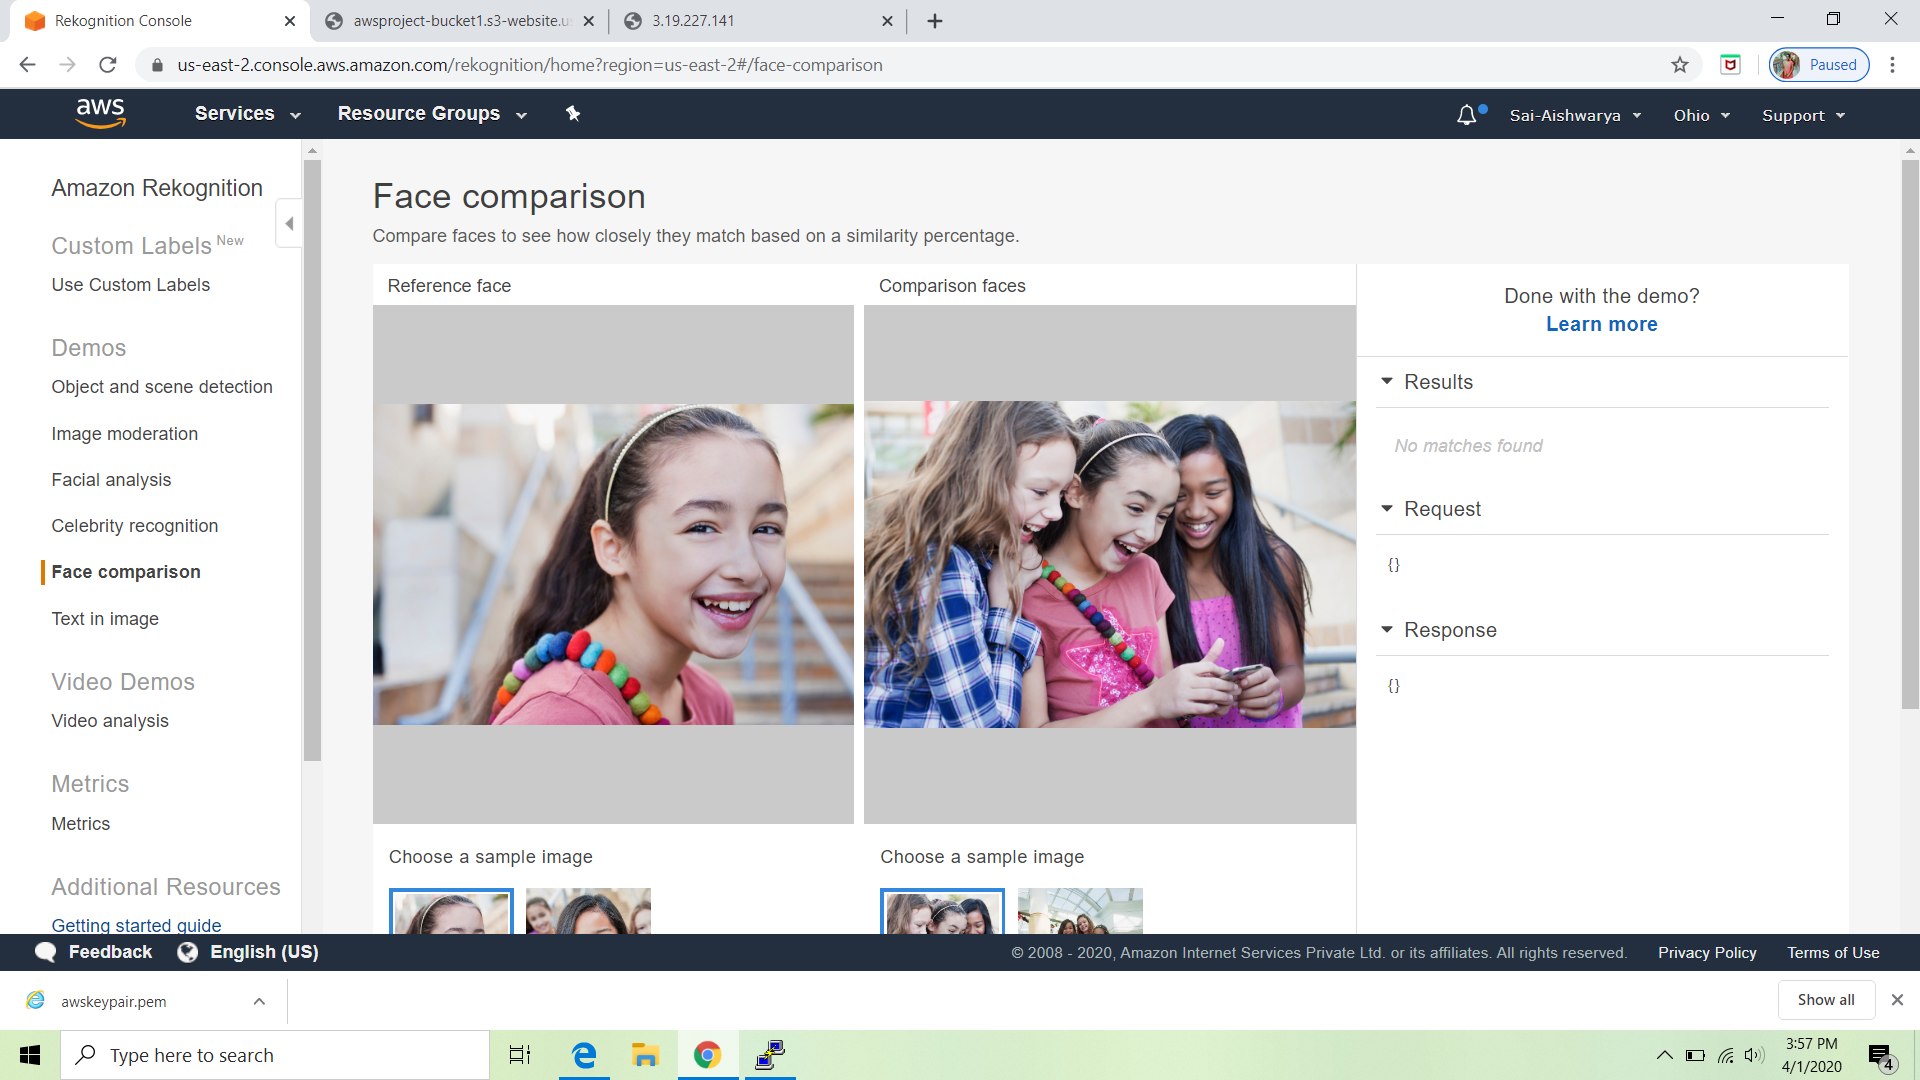 Rekognition Console
awsproject-bucket1.s3-website.us
3.19.227.141
us-east-2.console.aws.amazon.com/rekognition/home?region=us-east-2#/face-comparison
Paused
aws
Services
Resource Groups
Sai-Aishwarya
Ohio
Support
Amazon Rekognition
Custom Labels New
Use Custom Labels
Demos
Object and scene detection
Image moderation
Facial analysis
Celebrity recognition
Face comparison
Text in image
Video Demos
Video analysis
Metrics
Metrics
Additional Resources
Getting started guide
Face comparison
Compare faces to see how closely they match based on a similarity percentage.
Reference face
Comparison faces
Choose a sample image
Choose a sample image
Done with the demo?
Learn more
Results
No matches found
Request
{}
Response
{}
Feedback
English (US)
© 2008 - 2020, Amazon Internet Services Private Ltd. or its affiliates. All rights reserved.
Privacy Policy
Terms of Use
awskeypair.pem
Show all
Type here to search
3:57 PM
4/1/2020
4